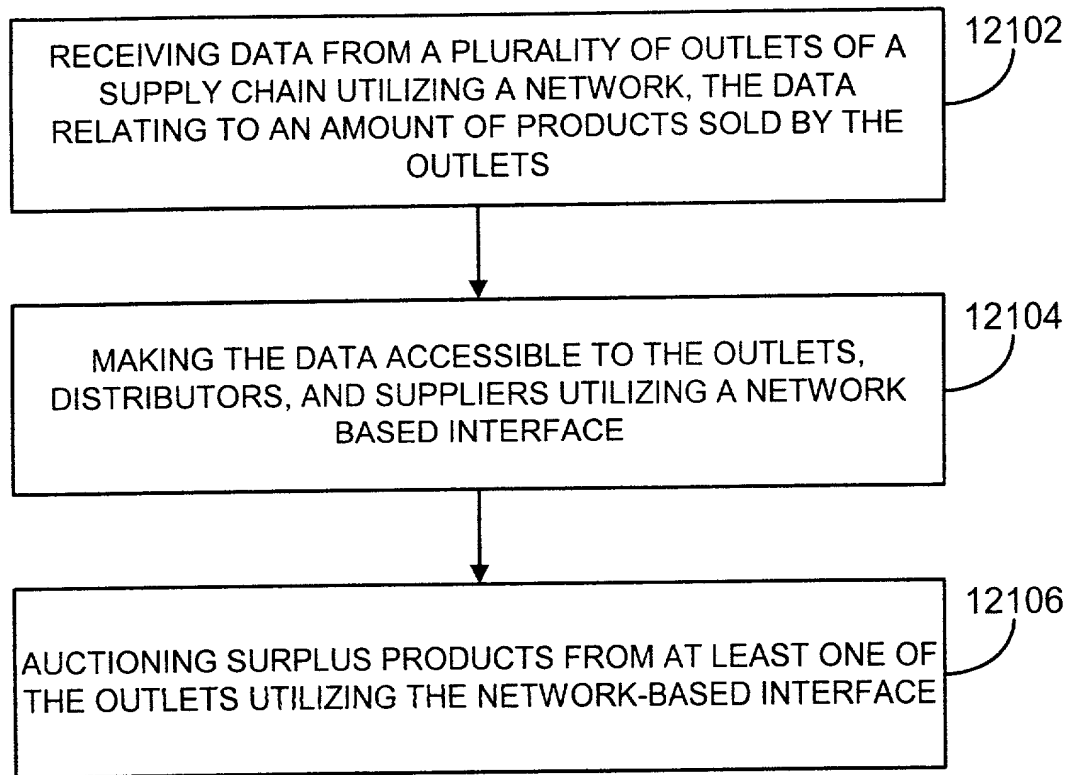 12102
RECEIVING DATA FROM A PLURALITY OF OUTLETS OF A
SUPPLY CHAIN UTILIZING A NETWORK, THE DATA
RELATING TO AN AMOUNT OF PRODUCTS SOLD BY THE
OUTLETS
12104
MAKING THE DATA ACCESSIBLE TO THE OUTLETS,
DISTRIBUTORS, AND SUPPLIERS UTILIZING A NETWORK
BASED INTERFACE
12106
AUCTIONING SURPLUS PRODUCTS FROM AT LEAST ONE OF
THE OUTLETS UTILIZING THE NETWORK-BASED INTERFACE